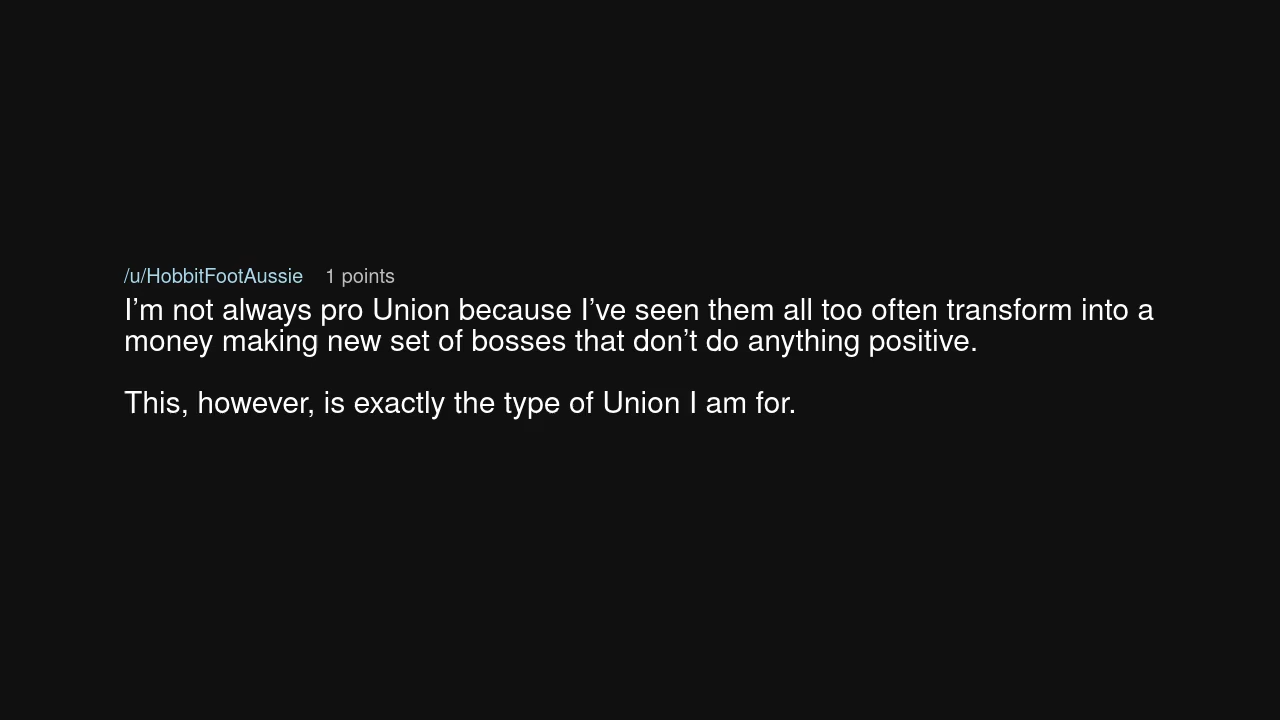 /u/HobbitFootAussie 1 points
I’m not always pro Union because I’ve seen them all too often transform into a
money making new set of bosses that don’t do anything positive.
This, however, is exactly the type of Union I am for.